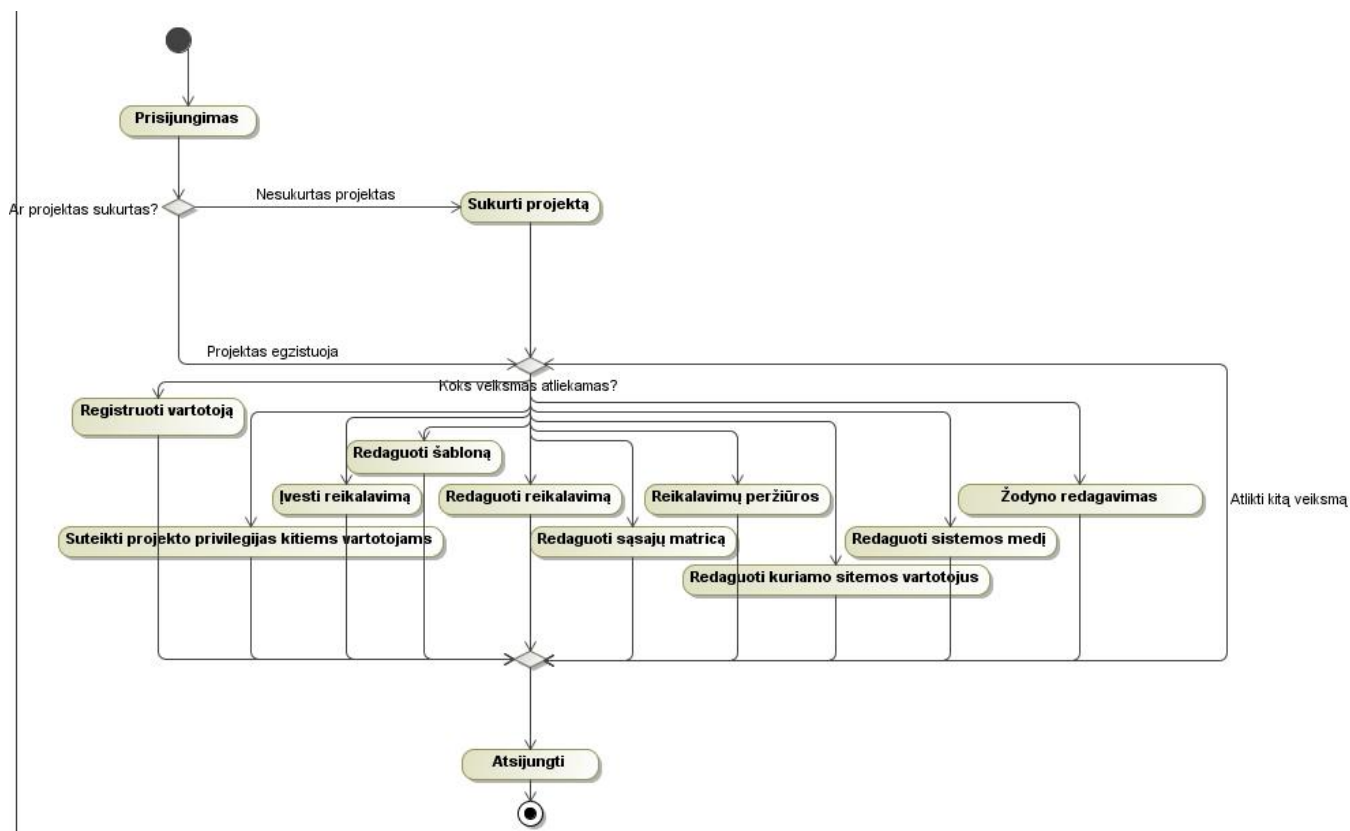 Prisijungimas
Ar projektas sukurtas?
Nesukurtas projektas
Sukurti projektą
Projektas egzistuoja
Koks veiksmas atliekamas?
Registruoti vartotoją
Redaguoti šabloną
Įvesti reikalavimą
Redaguoti reikalavimą
Reikalavimų peržiūros
Žodyno redagavimas
Atlikti kitą veiksmą
Suteikti projekto privilegijas kitiems vartotojams
Redaguoti sąsajų matricą
Redaguoti sistemos medį
Redaguoti kuriamo sitemos vartotojus
Atsijungti